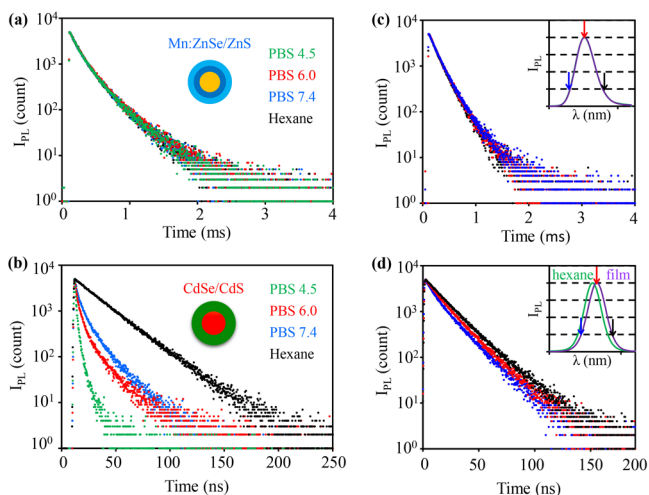 (a)
Mn:ZnSe/ZnS
PBS 4.5
PBS 6.0
PBS 7.4
Hexane
I_PL (count)
10^4
10^3
10^2
10^1
10^0
0 1 2 3 4
Time (ms)
(c)
I_PL
λ (nm)
I_PL (count)
10^4
10^3
10^2
10^1
10^0
0 1 2 3 4
Time (ms)
(b)
CdSe/CdS
PBS 4.5
PBS 6.0
PBS 7.4
Hexane
I_PL (count)
10^4
10^3
10^2
10^1
10^0
0 50 100 150 200 250
Time (ns)
(d)
hexane film
I_PL
λ (nm)
I_PL (count)
10^4
10^3
10^2
10^1
10^0
0 50 100 150 200
Time (ns)